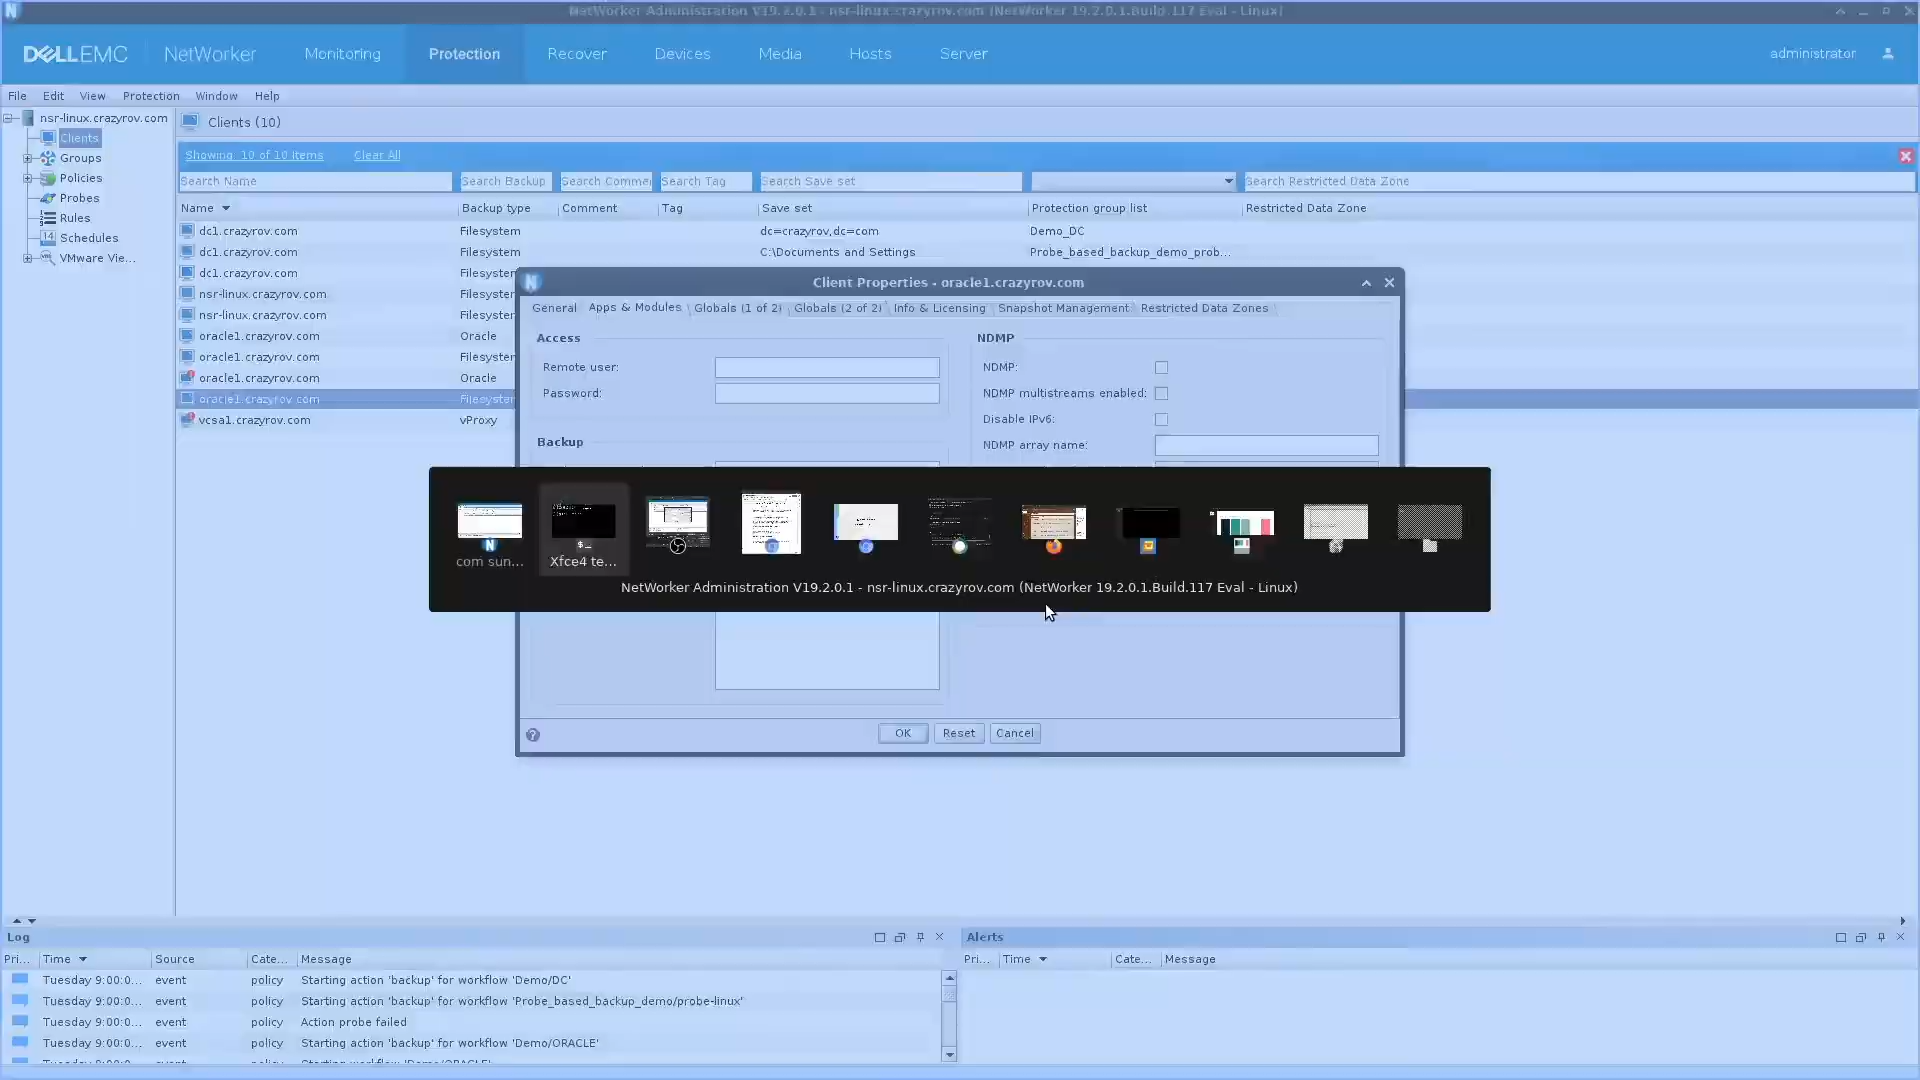 NetWorker Administration V19.2.0.1 - nsr-linux.crazyrov.com (NetWorker 19.2.0.1.Build.117 Eval - Linux)
DELLEMC NetWorker Monitoring Protection Recover Devices Media Hosts Server administrator
File Edit View Protection Window Help
nsr-linux.crazyrov.com
Clients
Groups
Policies
Probes
Rules
Schedules
VMware Vie...
Clients (10)
Showing: 10 of 10 items Clear All
Search Name Search Backup Search Comme Search Tag Search Save set Search Restricted Data Zone
Name Backup type Comment Tag Save set Protection group list Restricted Data Zone
dc1.crazyrov.com Filesystem dc=crazyrov,dc=com Demo_DC
dc1.crazyrov.com Filesystem C:\Documents and Settings Probe_based_backup_demo_prob...
dc1.crazyrov.com Filesystem
nsr-linux.crazyrov.com Filesystem
nsr-linux.crazyrov.com Filesystem
oracle1.crazyrov.com Oracle
oracle1.crazyrov.com Filesystem
oracle1.crazyrov.com Oracle
oracle1.crazyrov.com Filesystem
vcsa1.crazyrov.com vProxy
Client Properties - oracle1.crazyrov.com
General Apps & Modules Globals (1 of 2) Globals (2 of 2) Info & Licensing Snapshot Management Restricted Data Zones
Access
Remote user:
Password:
Backup
NDMP
NDMP:
NDMP multistreams enabled:
Disable IPv6:
NDMP array name:
com sun... Xfce4 te...
NetWorker Administration V19.2.0.1 - nsr-linux.crazyrov.com (NetWorker 19.2.0.1.Build.117 Eval - Linux)
OK Reset Cancel
Log
Pri... Time Source Cate... Message
Tuesday 9:00:0... event policy Starting action 'backup' for workflow 'Demo/DC'
Tuesday 9:00:0... event policy Starting action 'backup' for workflow 'Probe_based_backup_demo/probe-linux'
Tuesday 9:00:0... event policy Action probe failed
Tuesday 9:00:0... event policy Starting action 'backup' for workflow 'Demo/ORACLE'
Alerts
Pri... Time Cate... Message